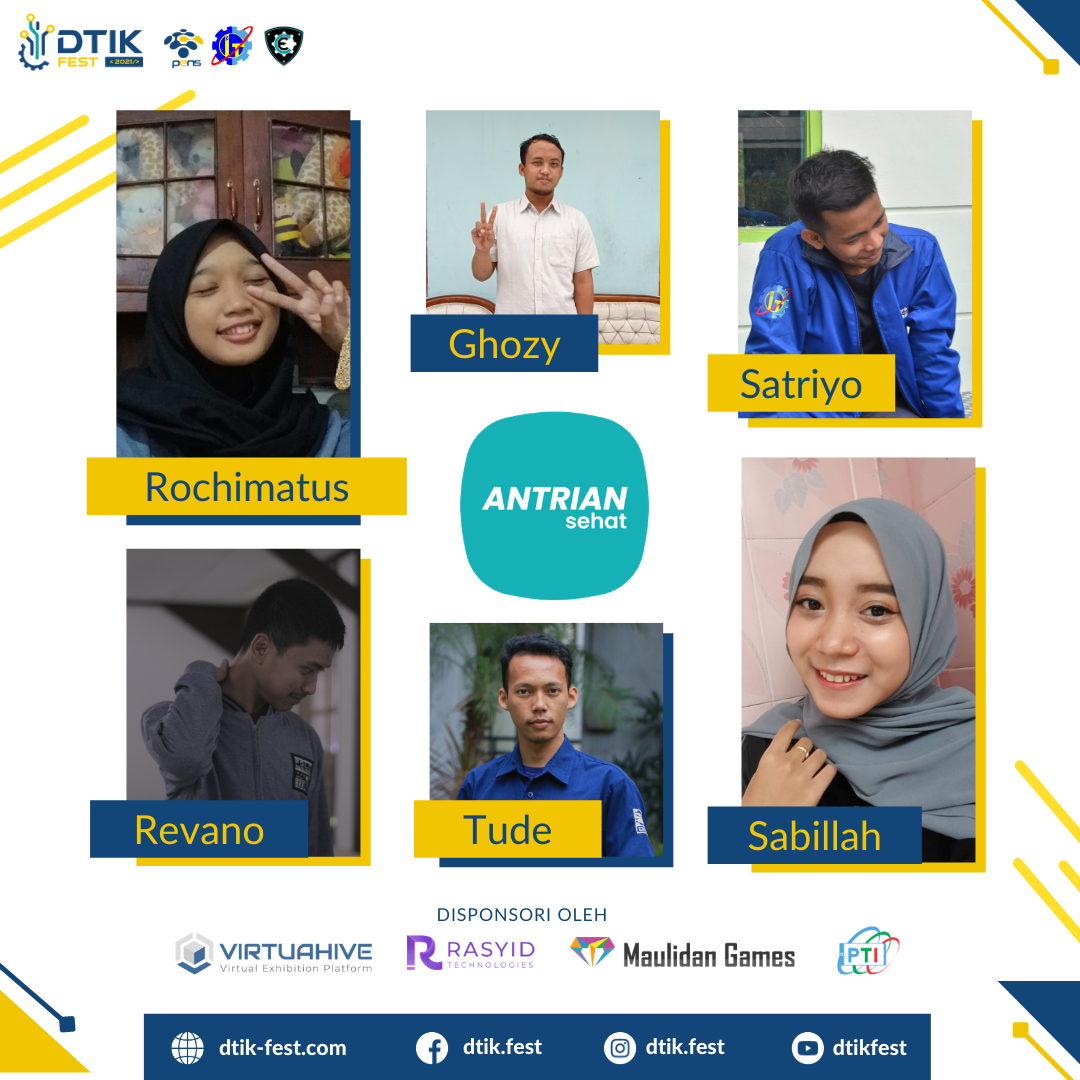 DTIK
FEST <2021/>
pens
IT
E
Ghozy
Satriyo
Rochimatus
ANTRIAN
sehat
Revano
Tude
Sabillah
DISPONSORI OLEH
VIRTUAHIVE
Virtual Exhibition Platform
RASYID
TECHNOLOGIES
Maulidan Games
PTI
dtik-fest.com
dtik.fest
dtik.fest
dtikfest